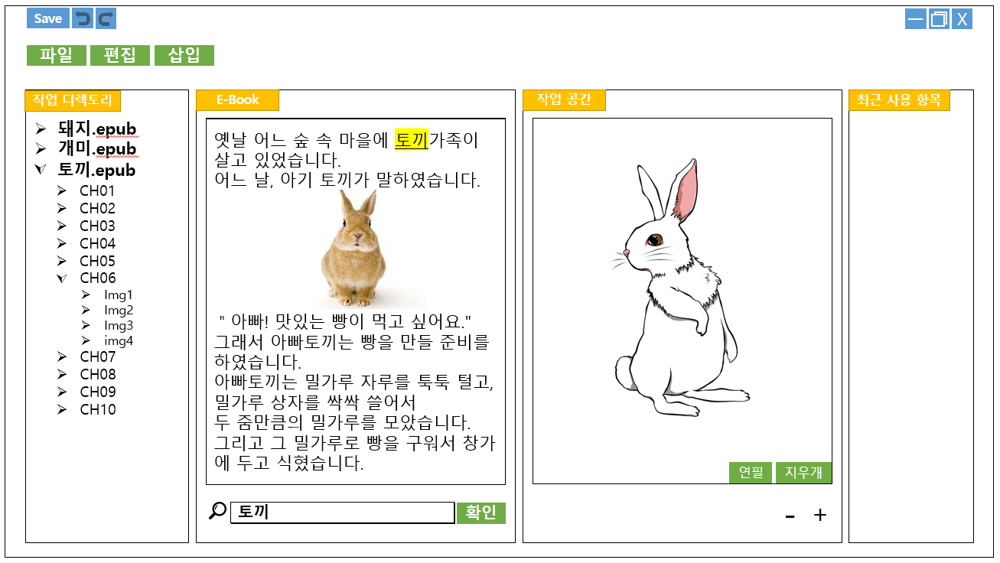 Save
X
파일 편집 삽입
작업 디렉토리
돼지.epub
개미.epub
토끼.epub
CH01
CH02
CH03
CH04
CH05
CH06
Img1
Img2
Img3
img4
CH07
CH08
CH09
CH10
E-Book
옛날 어느 숲 속 마을에 토끼가족이
살고 있었습니다.
어느 날, 아기 토끼가 말하였습니다.
" 아빠! 맛있는 빵이 먹고 싶어요."
그래서 아빠토끼는 빵을 만들 준비를
하였습니다.
아빠토끼는 밀가루 자루를 툭툭 털고,
밀가루 상자를 싹싹 쓸어서
두 줌만큼의 밀가루를 모았습니다.
그리고 그 밀가루로 빵을 구워서 창가
에 두고 식혔습니다.
토끼 확인
작업 공간
연필 지우개
- +
최근 사용 항목